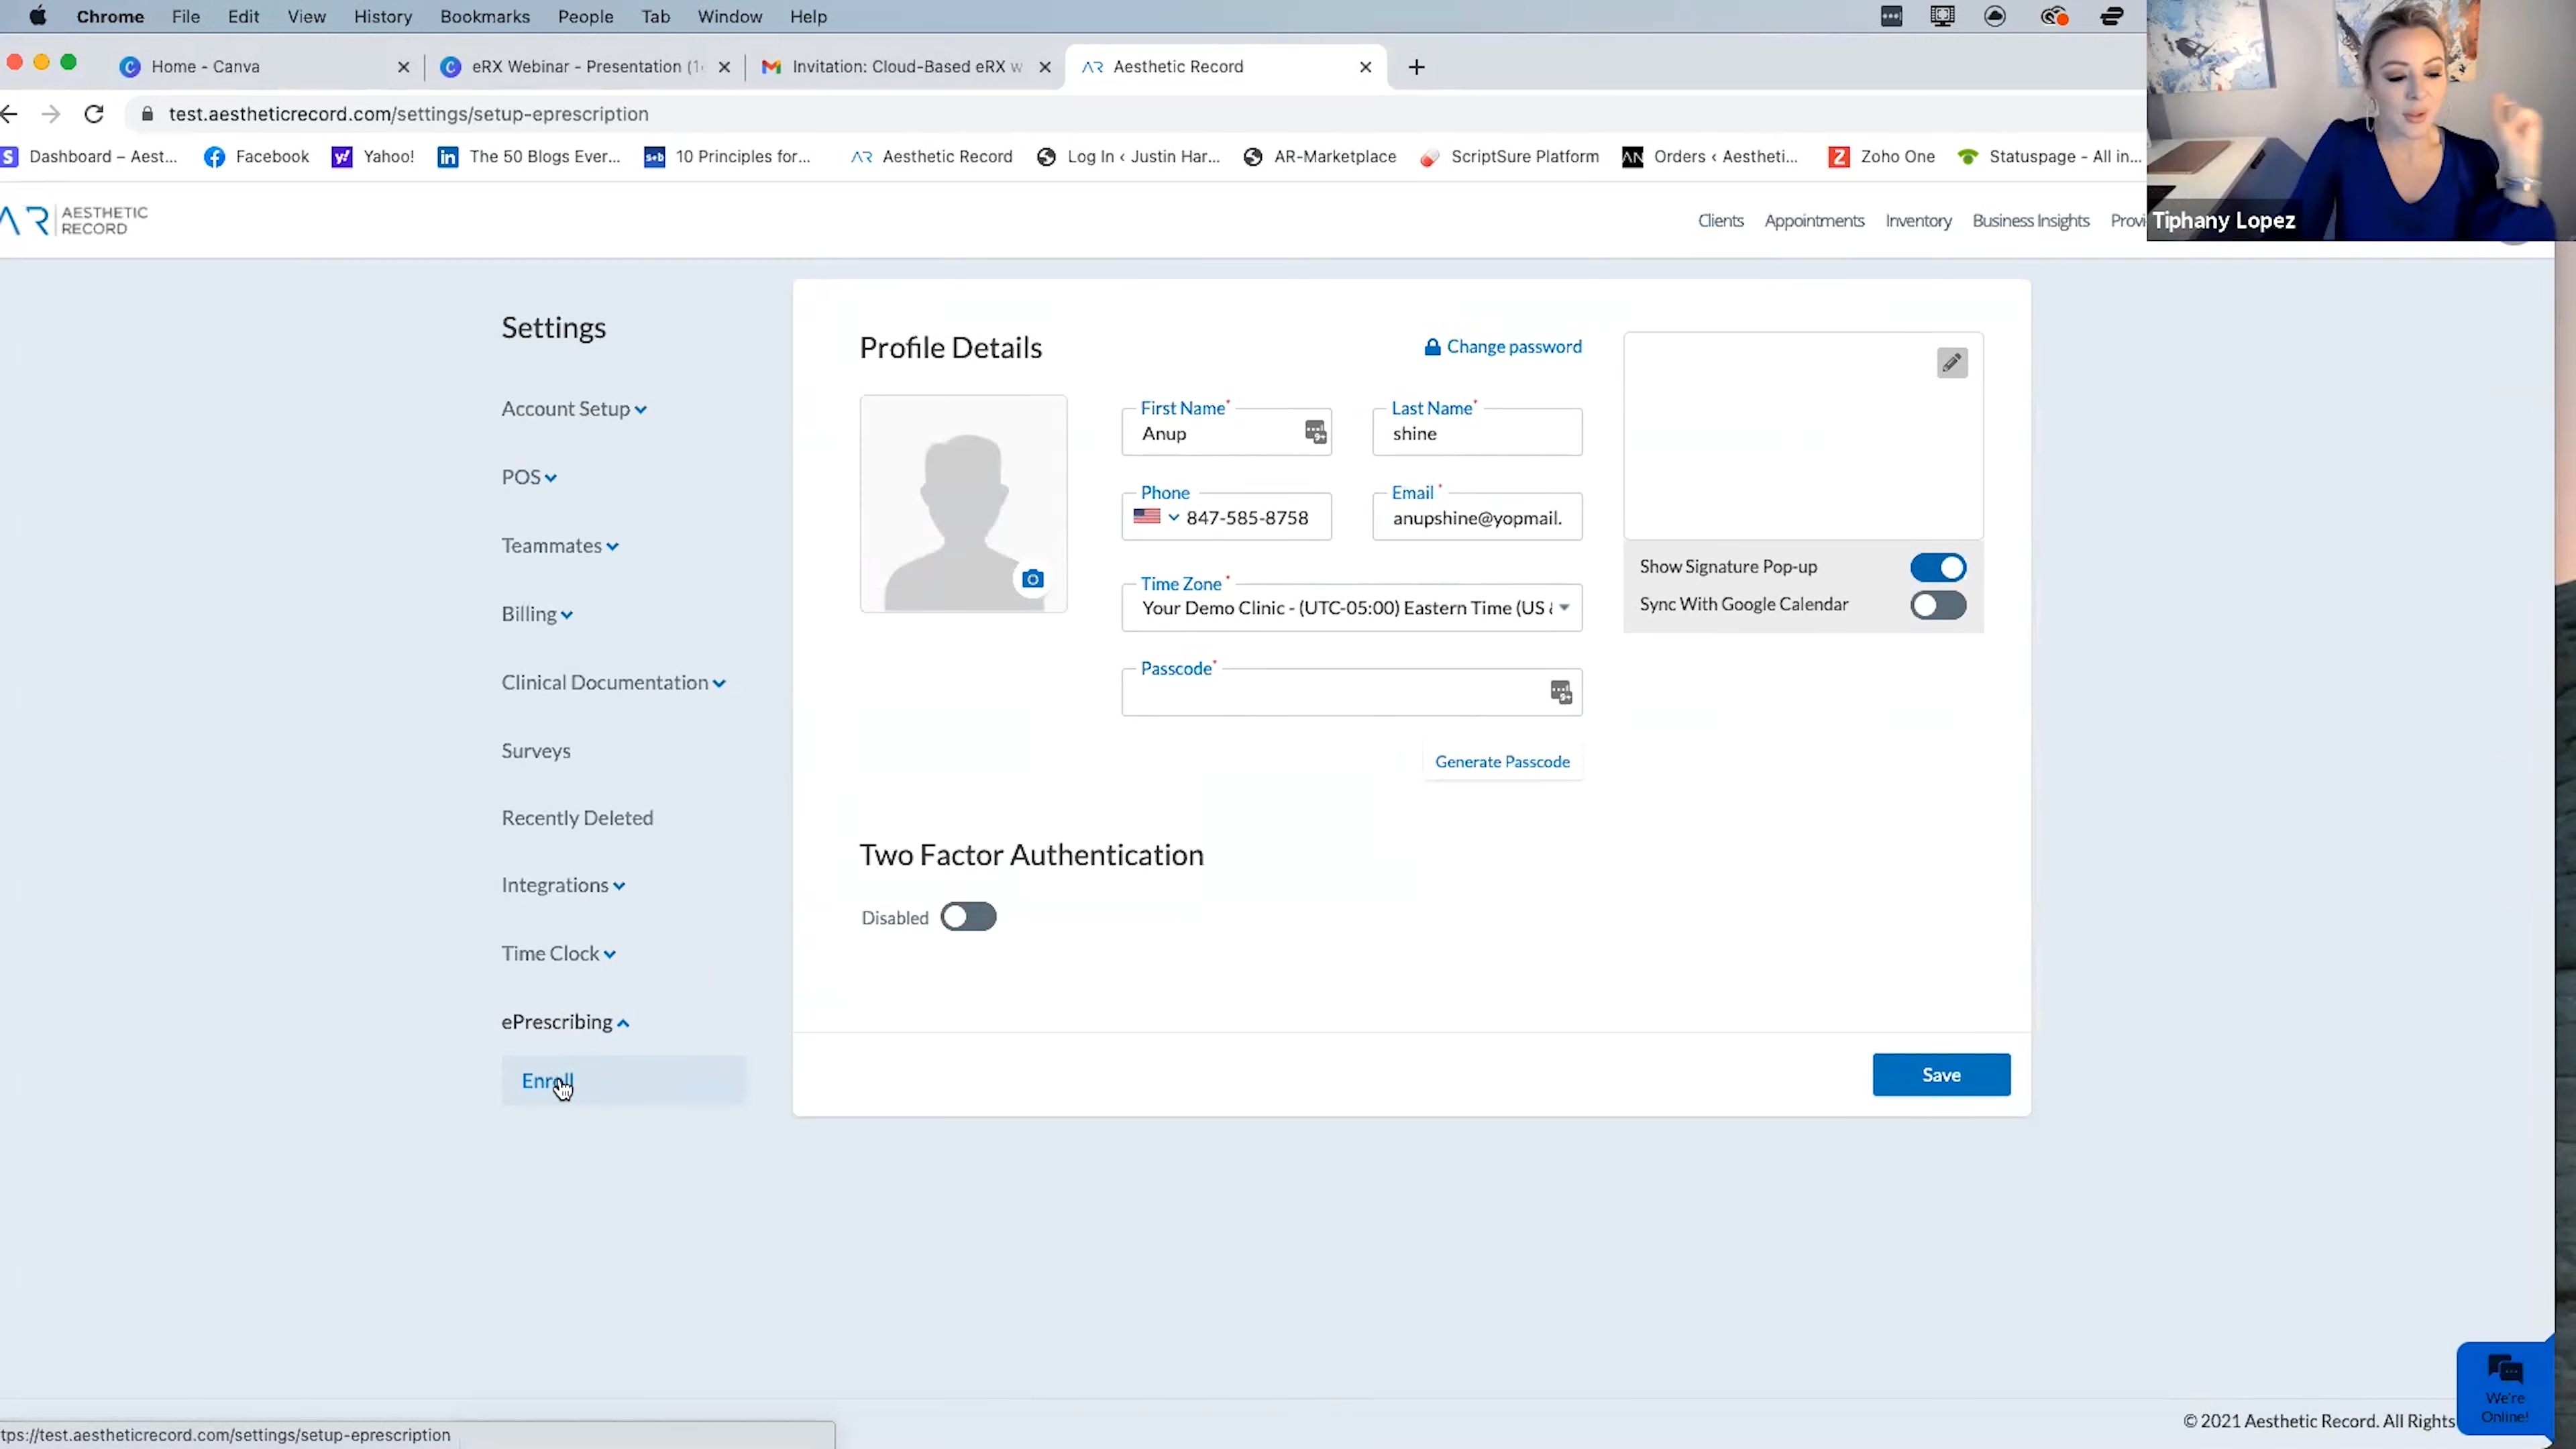 Chrome File Edit View History Bookmarks People Tab Window Help
Home - Canva
eRX Webinar - Presentation (1
Invitation: Cloud-Based eRX w
Aesthetic Record
test.aestheticrecord.com/settings/setup-eprescription
Dashboard – Aest...
Facebook
Yahoo!
The 50 Blogs Ever...
10 Principles for...
Aesthetic Record
Log In ‹ Justin Har...
AR-Marketplace
ScriptSure Platform
Orders ‹ Aestheti...
Zoho One
Statuspage - All in...
Tiphany Lopez
AR AESTHETIC
RECORD
Clients Appointments Inventory Business Insights Provi
Settings
Account Setup
POS
Teammates
Billing
Clinical Documentation
Surveys
Recently Deleted
Integrations
Time Clock
ePrescribing
Enroll
Profile Details
Change password
First Name*
Anup
Last Name*
shine
Phone
847-585-8758
Email *
anupshine@yopmail.
Time Zone *
Your Demo Clinic - (UTC-05:00) Eastern Time (US &
Passcode*
Generate Passcode
Show Signature Pop-up
Sync With Google Calendar
Two Factor Authentication
Disabled
Save
We're
Online!
© 2021 Aesthetic Record. All Rights
tps://test.aestheticrecord.com/settings/setup-eprescription